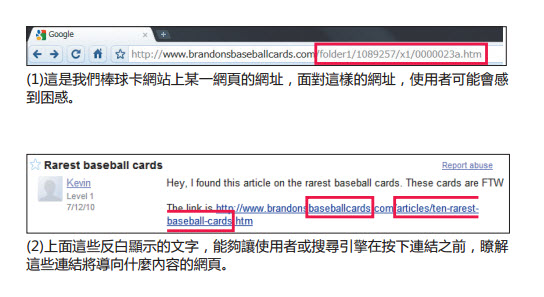 Google
http://www.brandonsbaseballcards.com/folder1/1089257/x1/0000023a.htm
(1)這是我們棒球卡網站上某一網頁的網址，面對這樣的網址，使用者可能會感
到困惑。
Rarest baseball cards
Report abuse
Kevin
Hey, I found this article on the rarest baseball cards. These cards are FTW
Level 1
7/12/10
The link is http://www.brandonsbaseballcards.com/articles/ten-rarest-
baseball-cards.htm
(2)上面這些反白顯示的文字，能夠讓使用者或搜尋引擎在按下連結之前，瞭解
這些連結將導向什麼內容的網頁。